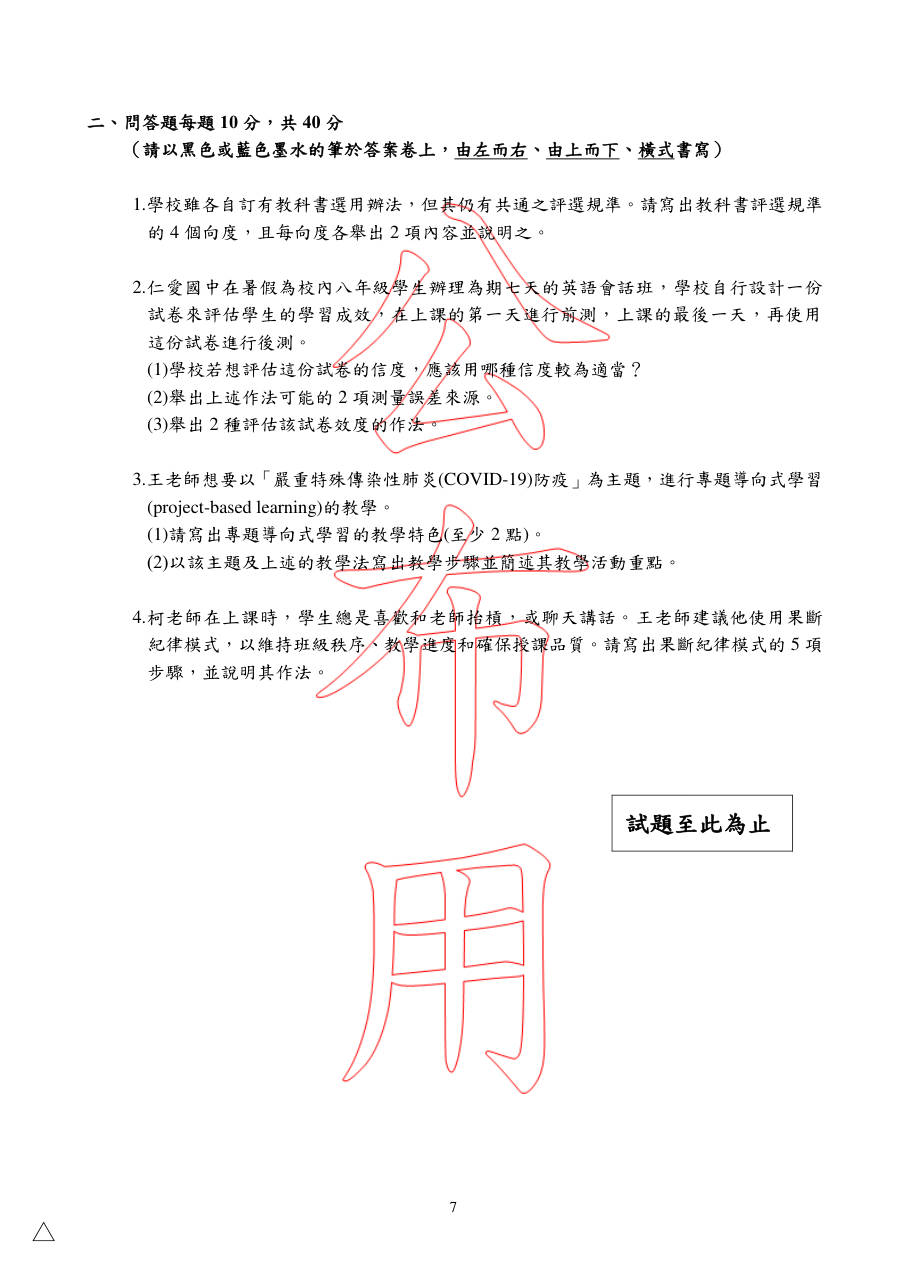 二、問答題每題 10 分，共 40 分
（請以黑色或藍色墨水的筆於答案卷上，由左而右、由上而下、橫式書寫）
1.學校雖各自訂有教科書選用辦法，但其仍有共通之評選規準。請寫出教科書評選規準
的 4 個向度，且每向度各舉出 2 項內容並說明之。
2.仁愛國中在暑假為校內八年級學生辦理為期七天的英語會話班，學校自行設計一份
試卷來評估學生的學習成效，在上課的第一天進行前測，上課的最後一天，再使用
這份試卷進行後測。
(1)學校若想評估這份試卷的信度，應該用哪種信度較為適當？
(2)舉出上述作法可能的 2 項測量誤差來源。
(3)舉出 2 種評估該試卷效度的作法。
3.王老師想要以「嚴重特殊傳染性肺炎(COVID-19)防疫」為主題，進行專題導向式學習
(project-based learning)的教學。
(1)請寫出專題導向式學習的教學特色(至少 2 點)。
(2)以該主題及上述的教學法寫出教學步驟並簡述其教學活動重點。
4.柯老師在上課時，學生總是喜歡和老師抬槓，或聊天講話。王老師建議他使用果斷
紀律模式，以維持班級秩序、教學進度和確保授課品質。請寫出果斷紀律模式的 5 項
步驟，並說明其作法。
試題至此為止
公
布
用
7